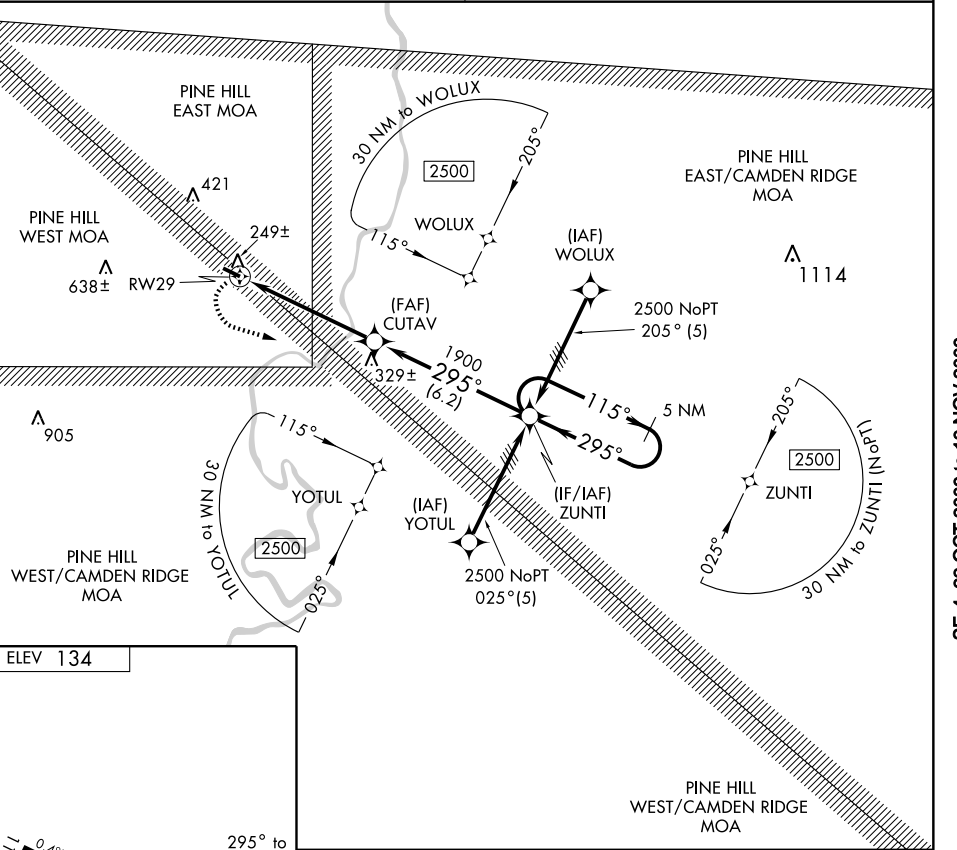 PINE HILL
EAST MOA
30 NM to WOLUX
205°
2500
PINE HILL
EAST/CAMDEN RIDGE
MOA
421
PINE HILL
WEST MOA
249±
WOLUX
115°
(IAF)
WOLUX
638±
RW29
1114
(FAF)
CUTAV
2500 NoPT
205° (5)
1900
295°
(6.2)
329±
115°
5 NM
295°
905
115°
30 NM to YOTUL
YOTUL
2500
025°
(IAF)
YOTUL
(IF/IAF)
ZUNTI
2500 NoPT
025°(5)
205°
2500
ZUNTI
025°
30 NM to ZUNTI (NoPT)
PINE HILL
WEST/CAMDEN RIDGE
MOA
ELEV 134
PINE HILL
WEST/CAMDEN RIDGE
MOA
295° to